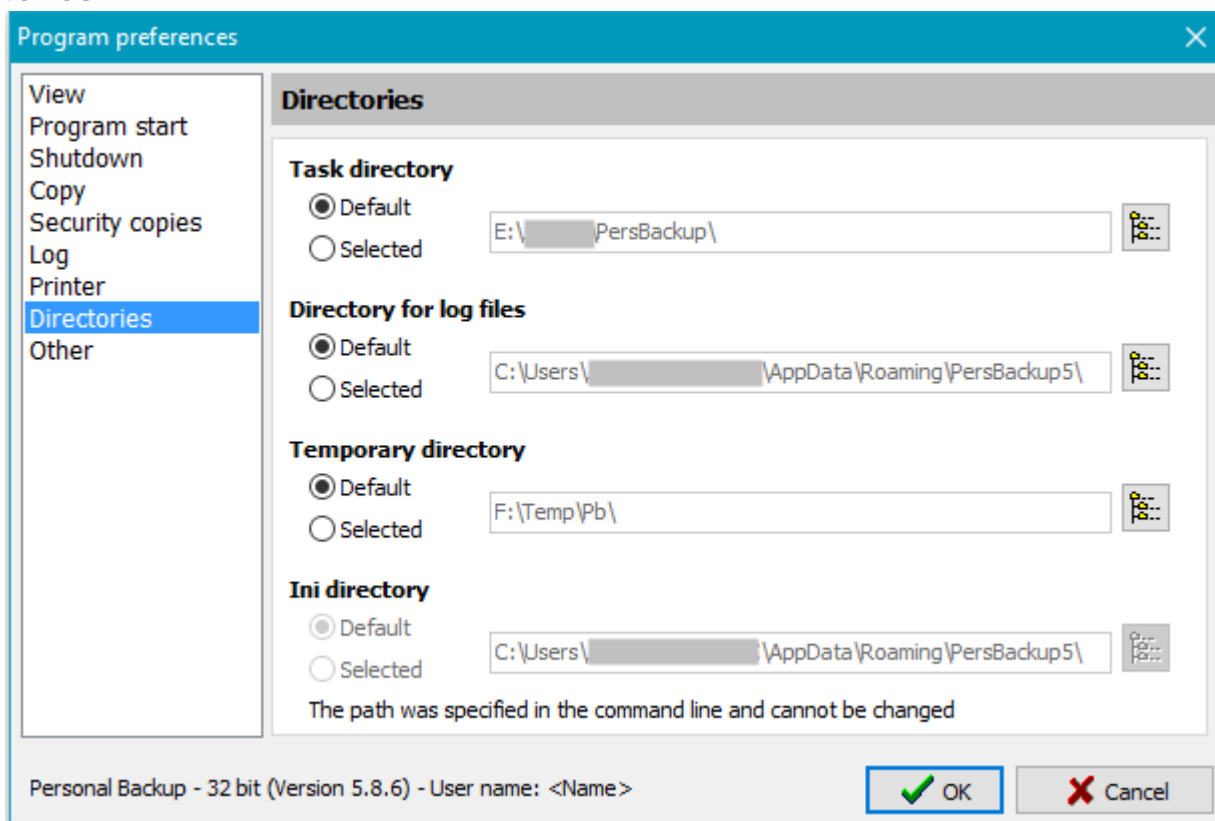 Program preferences
View
Program start
Shutdown
Copy
Security copies
Log
Printer
Directories
Other
Directories
Task directory
Default
Selected
E:\ \PersBackup\
Directory for log files
Default
Selected
C:\Users\ \AppData\Roaming\PersBackup5\
Temporary directory
Default
Selected
F:\Temp\Pb\
Ini directory
Default
Selected
C:\Users\ \AppData\Roaming\PersBackup5\
The path was specified in the command line and cannot be changed
Personal Backup - 32 bit (Version 5.8.6) - User name: <Name>
OK
Cancel